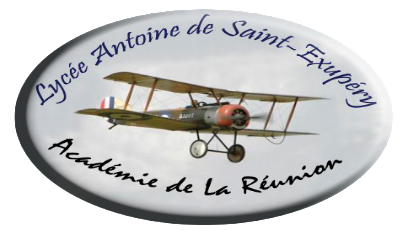 Lycée Antoine de Saint-Exupéry
Académie de La Réunion